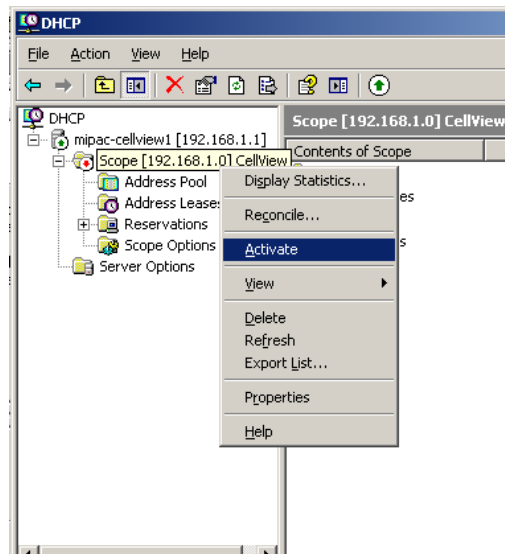 DHCP
File Action View Help
DHCP
mipac-cellview1 [192.168.1.1]
Scope [192.168.1.0] CellView
Address Pool
Address Leases
Reservations
Scope Options
Server Options
Scope [192.168.1.0] CellView
Contents of Scope
es
s
Display Statistics...
Reconcile...
Activate
View
Delete
Refresh
Export List...
Properties
Help